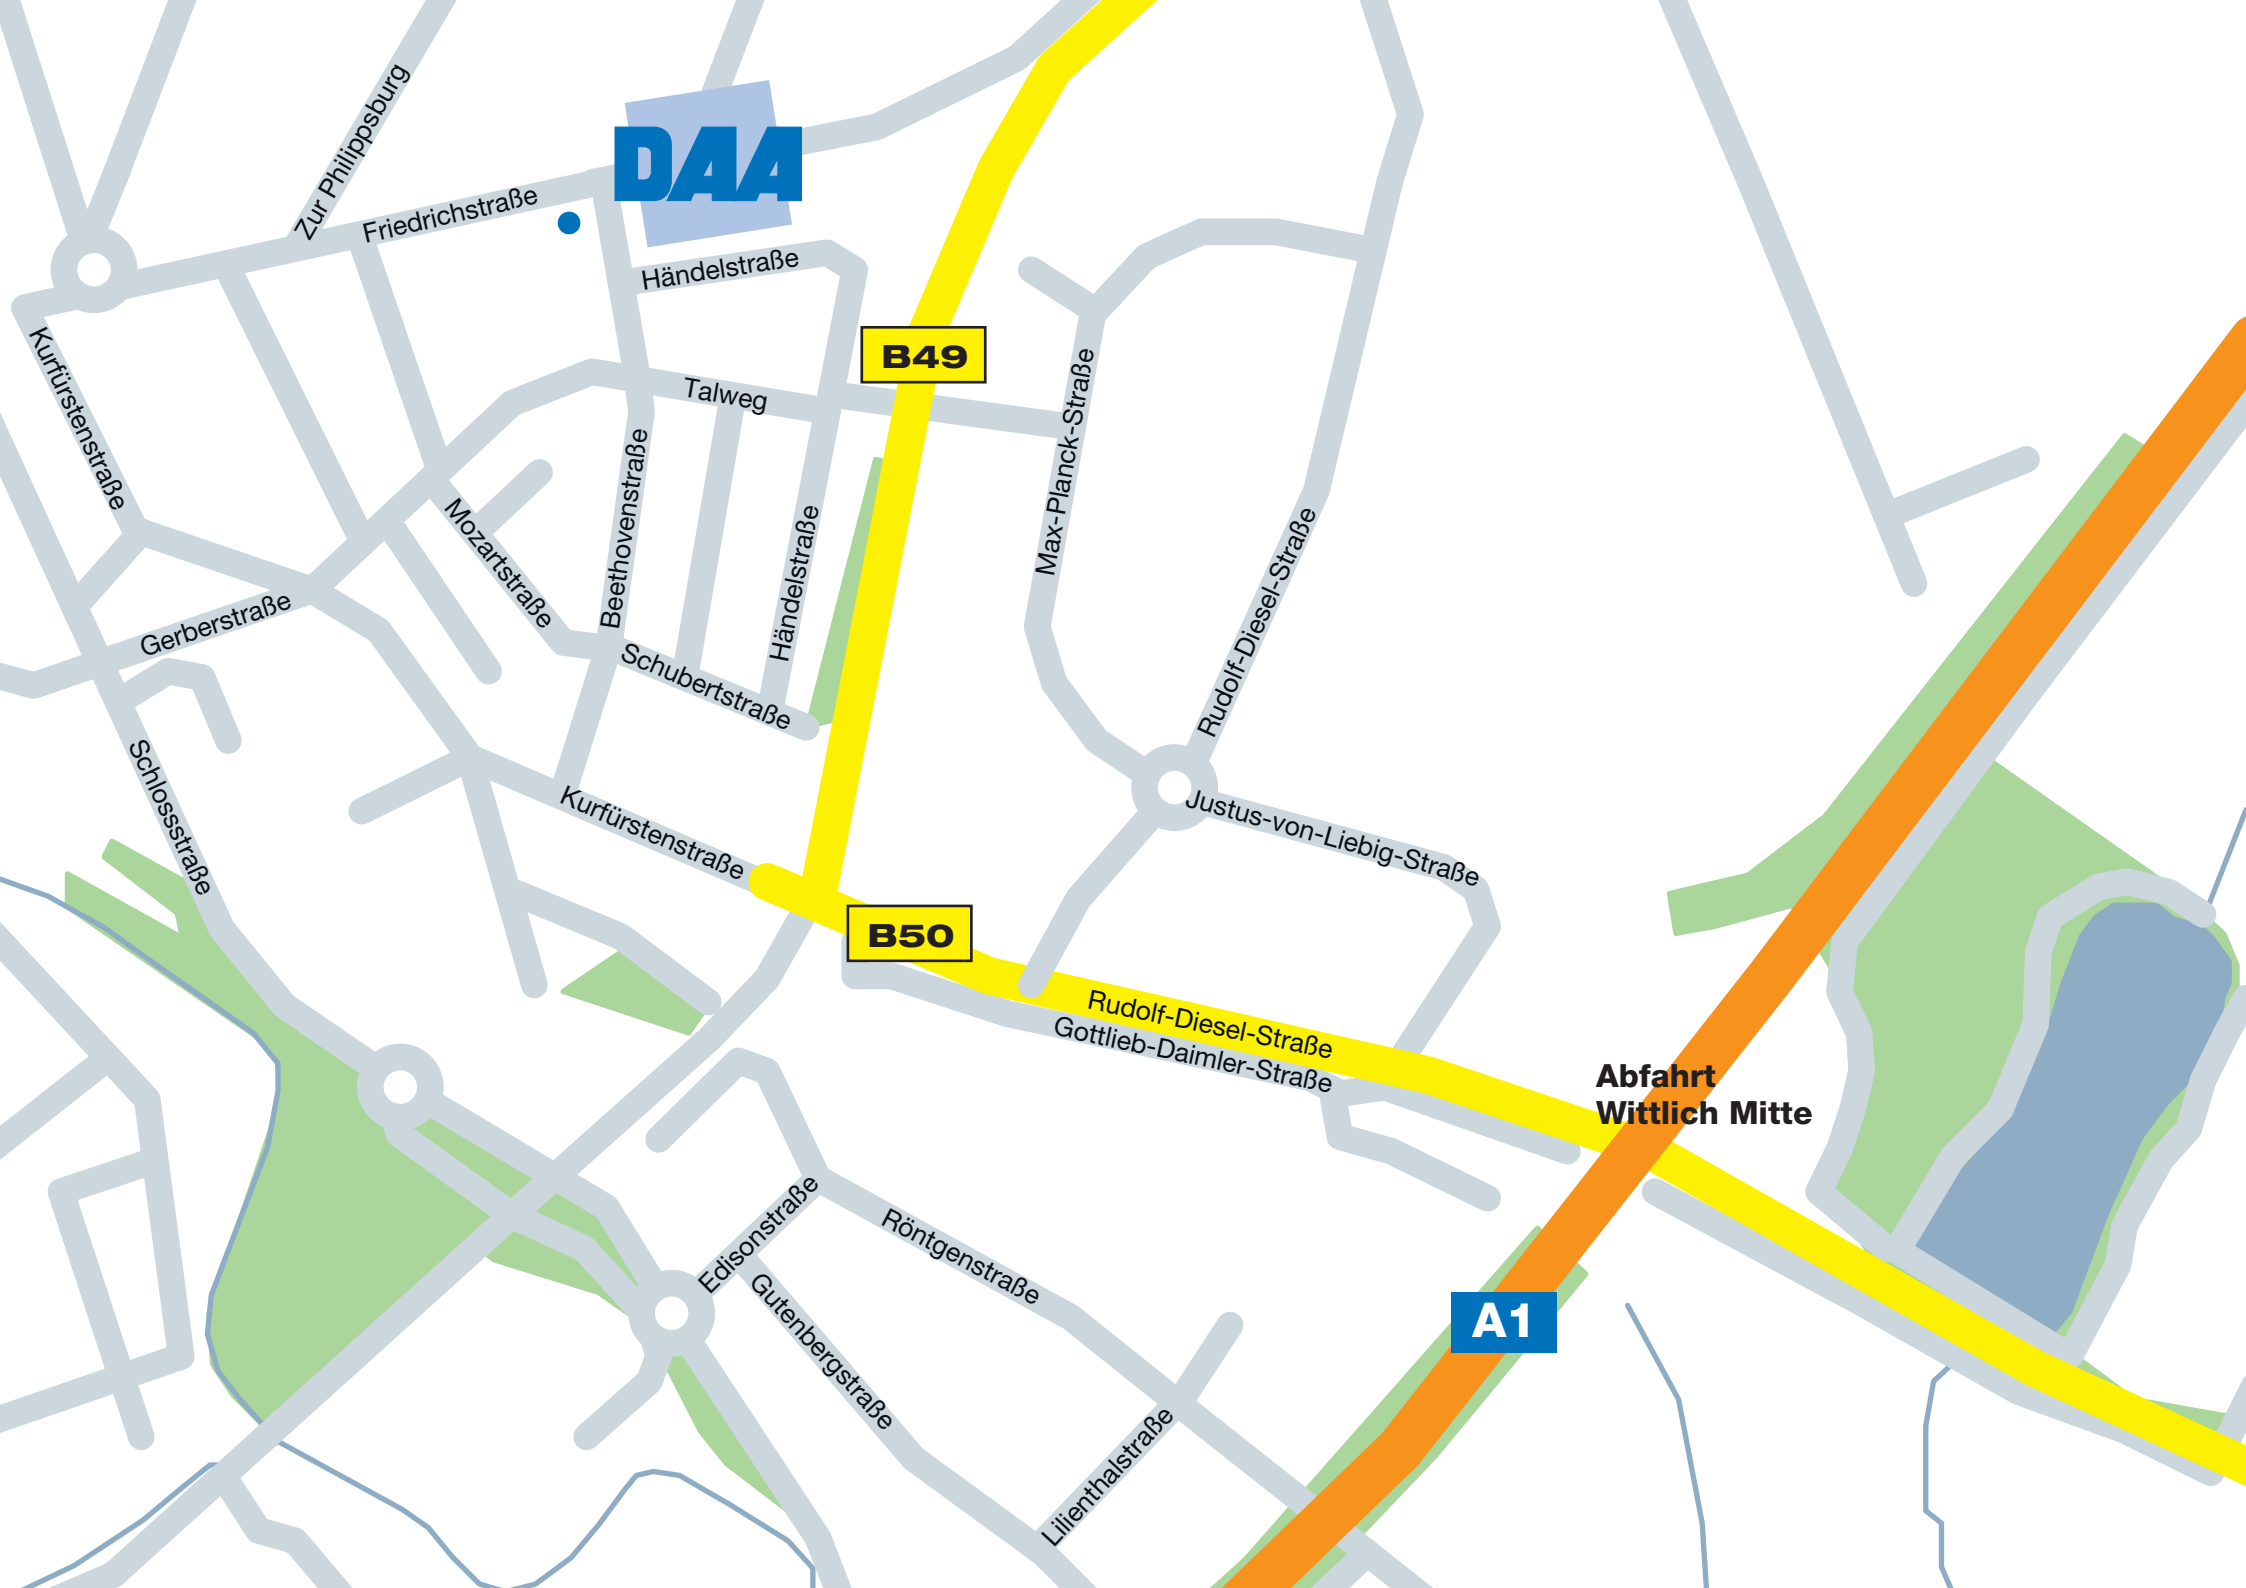 Zur Philippsburg
Friedrichstraße
DAA
Händelstraße
Kurfürstenstraße
B49
Talweg
Max-Planck-Straße
Mozartstraße
Beethovenstraße
Händelstraße
Rudolf-Diesel-Straße
Gerberstraße
Schubertstraße
Schlossstraße
Kurfürstenstraße
Justus-von-Liebig-Straße
B50
Rudolf-Diesel-Straße
Gottlieb-Daimler-Straße
Abfahrt
Wittlich Mitte
Edisonstraße
Röntgenstraße
Gutenbergstraße
A1
Lilienthalstraße